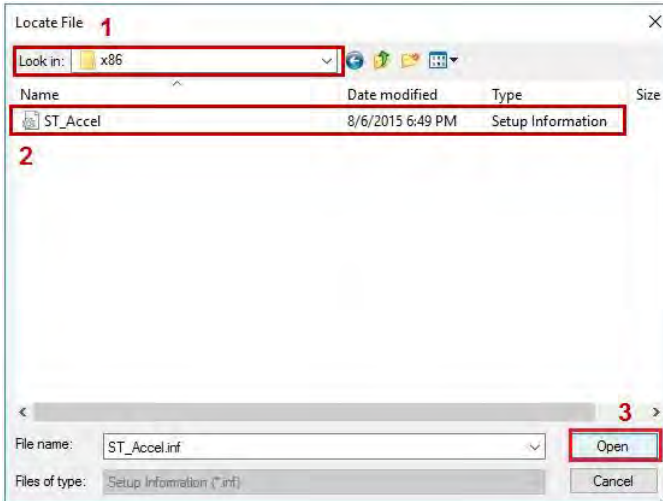 Locate File 1
Look in: x86
Name Date modified Type Size
ST_Accel 8/6/2015 6:49 PM Setup Information
2
3
File name: ST_Accel.inf Open
Files of type: Setup Information (*.inf) Cancel